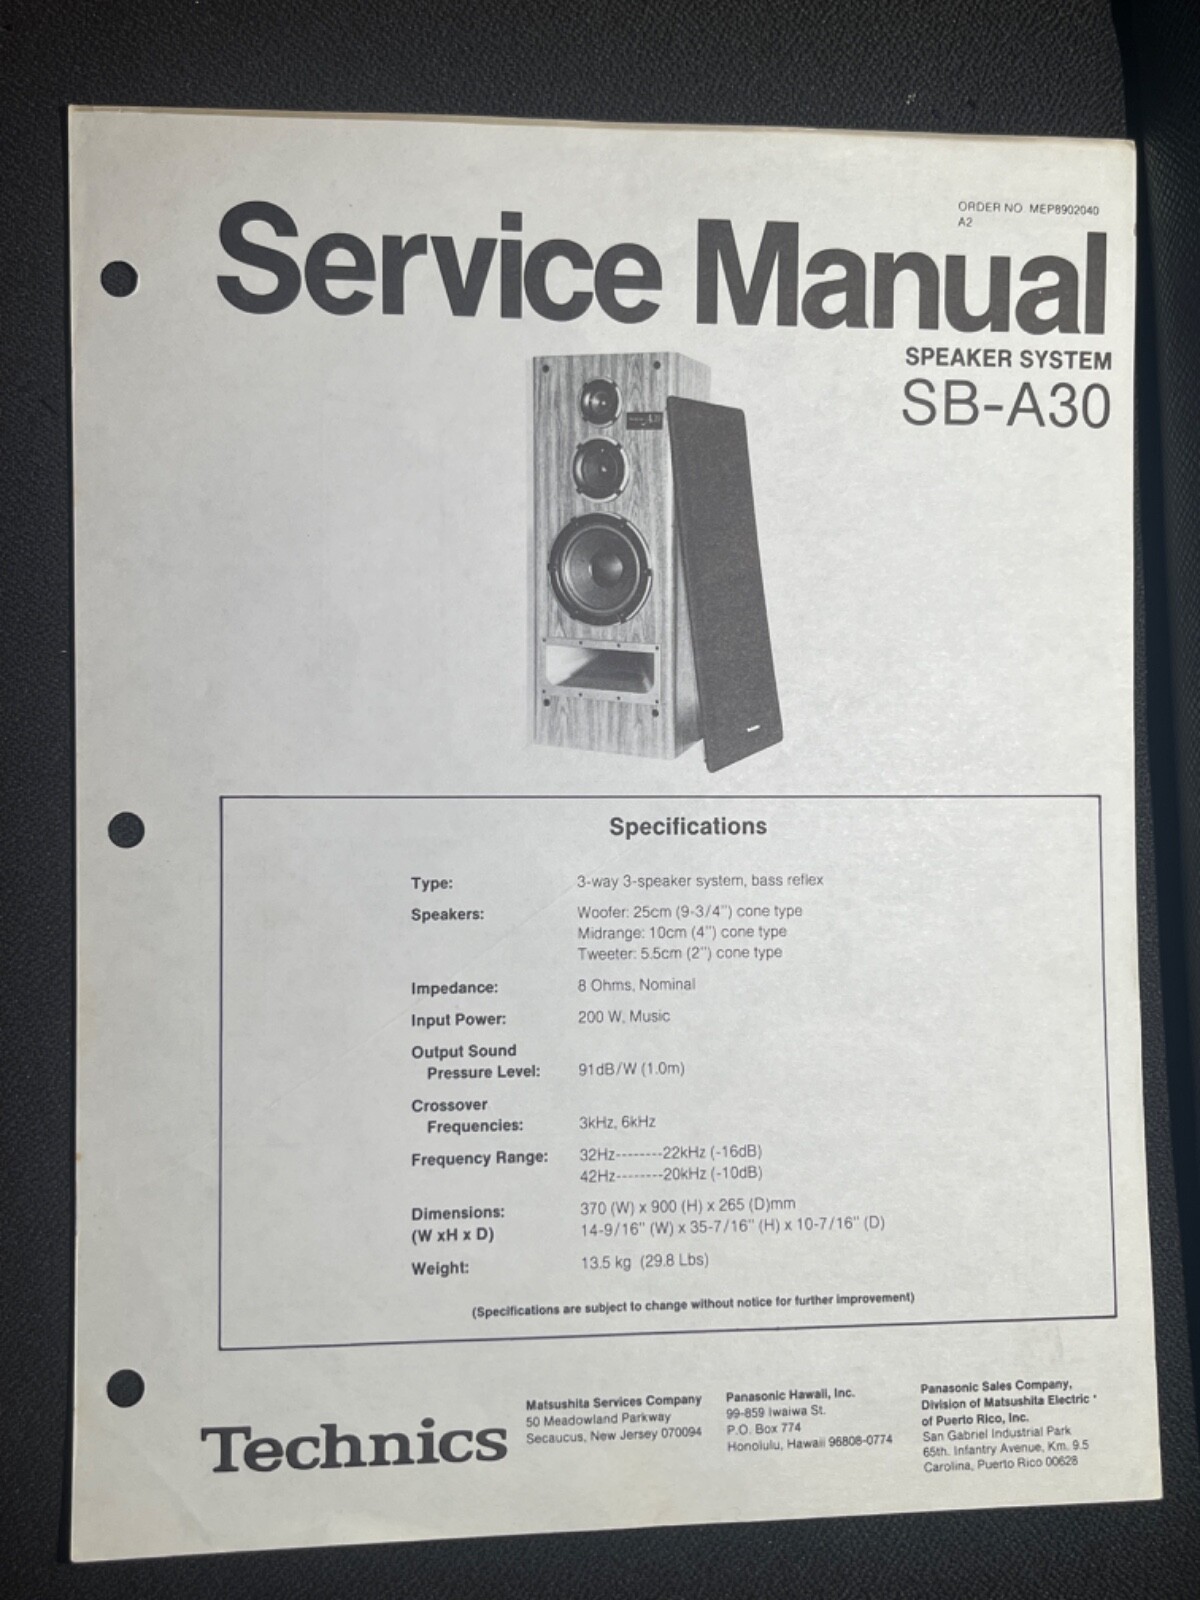 ORDER NO. MEP8902040
A2
Service Manual
SPEAKER SYSTEM
SB-A30
Specifications
Type: 3-way 3-speaker system, bass reflex
Speakers: Woofer: 25cm (9-3/4") cone type
Midrange: 10cm (4") cone type
Tweeter: 5.5cm (2") cone type
Impedance: 8 Ohms, Nominal
Input Power: 200 W, Music
Output Sound
Pressure Level: 91dB/W (1.0m)
Crossover
Frequencies: 3kHz, 6kHz
Frequency Range: 32Hz--------22kHz (-16dB)
42Hz--------20kHz (-10dB)
Dimensions: 370 (W) x 900 (H) x 265 (D)mm
(W xH x D) 14-9/16" (W) x 35-7/16" (H) x 10-7/16" (D)
Weight: 13.5 kg (29.8 Lbs)
(Specifications are subject to change without notice for further improvement)
Technics
Matsushita Services Company
50 Meadowland Parkway
Secaucus, New Jersey 070094
Panasonic Hawaii, Inc.
99-859 Iwaiwa St.
P.O. Box 774
Honolulu, Hawaii 96808-0774
Panasonic Sales Company,
Division of Matsushita Electric
of Puerto Rico, Inc.
San Gabriel Industrial Park
65th. Infantry Avenue, Km. 9.5
Carolina, Puerto Rico 00628